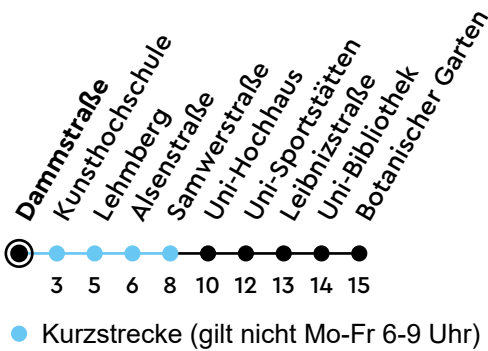 Dammstraße
Kunsthochschule
Lehmberg
Alsenstraße
Samwerstraße
Uni-Hochhaus
Uni-Sportstätten
Leibnizstraße
Uni-Bibliothek
Botanischer Garten
3 5 6 8 10 12 13 14 15
Kurzstrecke (gilt nicht Mo-Fr 6-9 Uhr)